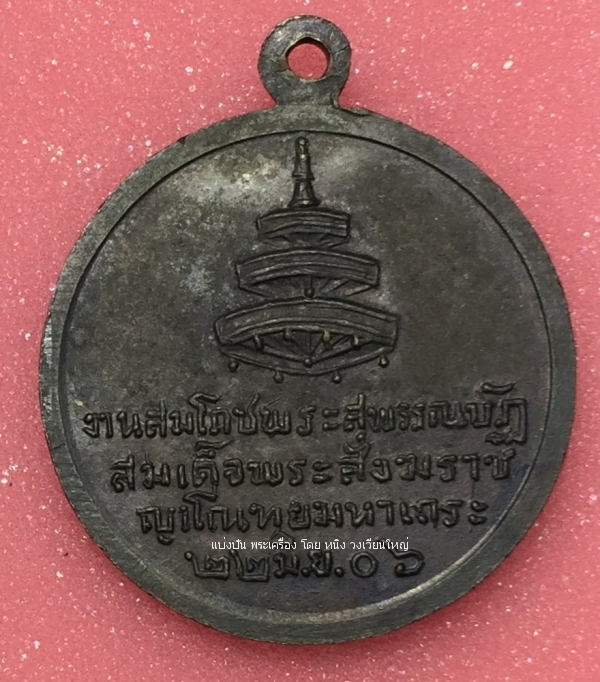 งานสมโภชพระสุพรรณบัฏ
สมเด็จพระสังฆราช
ญาโณทยมหาเถระ
แบ่งปัน พระเครื่อง โดย หนึง วงเวียนใหญ่
๒๒ มิ.ย. ๐๖